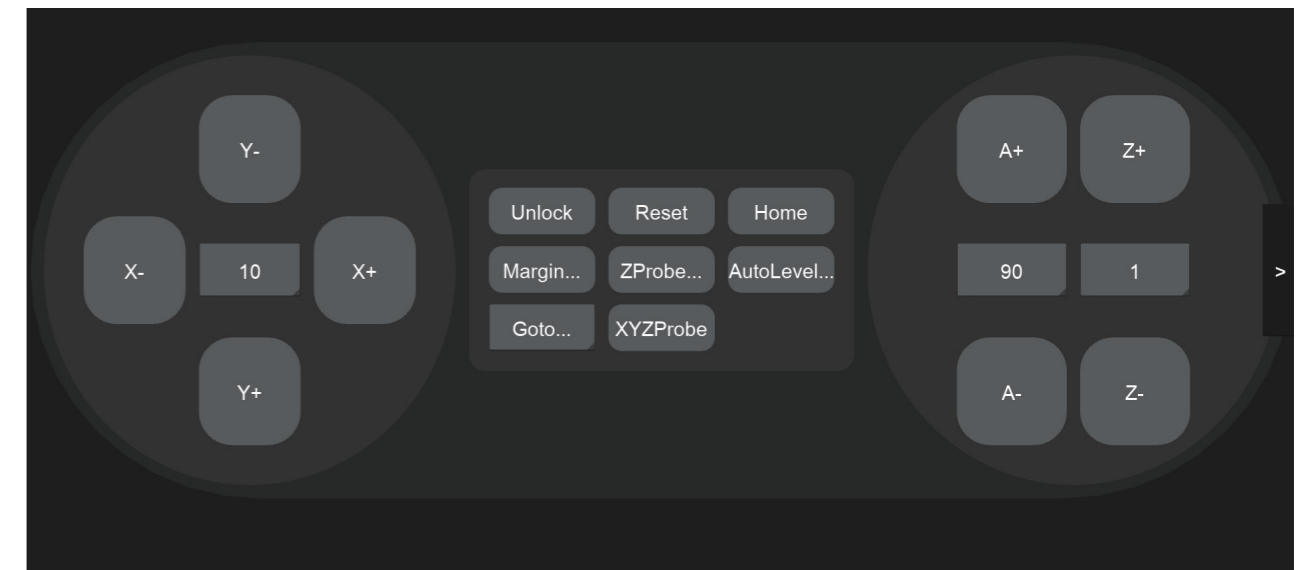 Y-
X-
10
X+
Y+
Unlock
Reset
Home
Margin...
ZProbe...
AutoLevel...
Goto...
XYZProbe
A+
Z+
90
1
A-
Z-
>